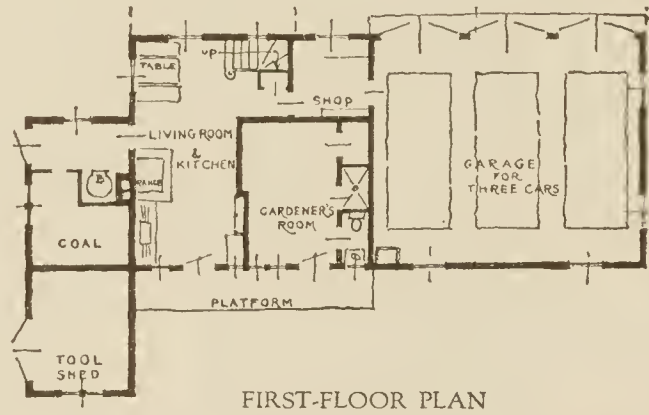 UP
TABLE
SHOP
LIVING ROOM
&
KITCHEN
RANGE
B
GARAGE
FOR
THREE CARS
GARDENER'S
ROOM
COAL
PLATFORM
TOOL
SHED
FIRST-FLOOR PLAN